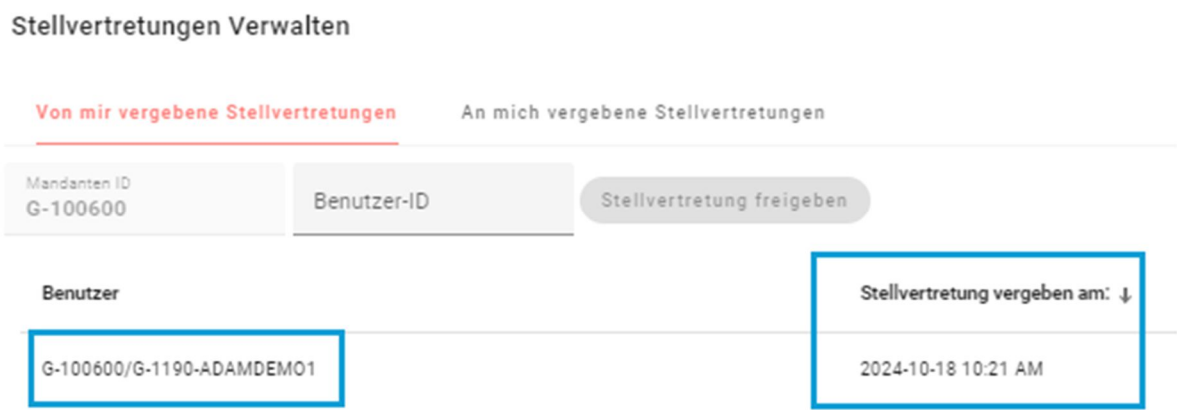 Stellvertretungen Verwalten
Von mir vergebene Stellvertretungen An mich vergebene Stellvertretungen
Mandanten ID
G-100600 Benutzer-ID Stellvertretung freigeben
Benutzer Stellvertretung vergeben am: ↓
G-100600/G-1190-ADAMDEMO1 2024-10-18 10:21 AM